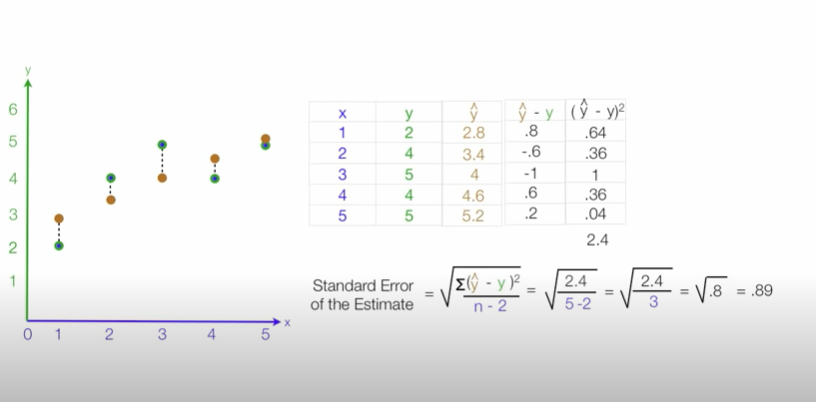 y
6
5
4
3
2
1
0 1 2 3 4 5 x
x y ŷ ŷ - y (ŷ - y)²
1 2 2.8 .8 .64
2 4 3.4 -.6 .36
3 5 4 -1 1
4 4 4.6 .6 .36
5 5 5.2 .2 .04
2.4
Standard Error of the Estimate = √(Σ(ŷ - y)² / n - 2) = √(2.4 / 5 -2) = √(2.4 / 3) = √.8 = .89